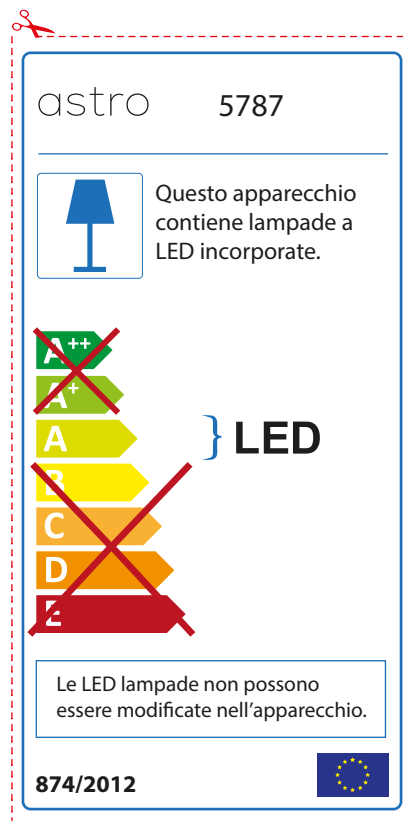 astro 5787
Questo apparecchio
contiene lampade a
LED incorporate.
A++
A+
A
LED
B
C
D
E
Le LED lampade non possono
essere modificate nell'apparecchio.
874/2012